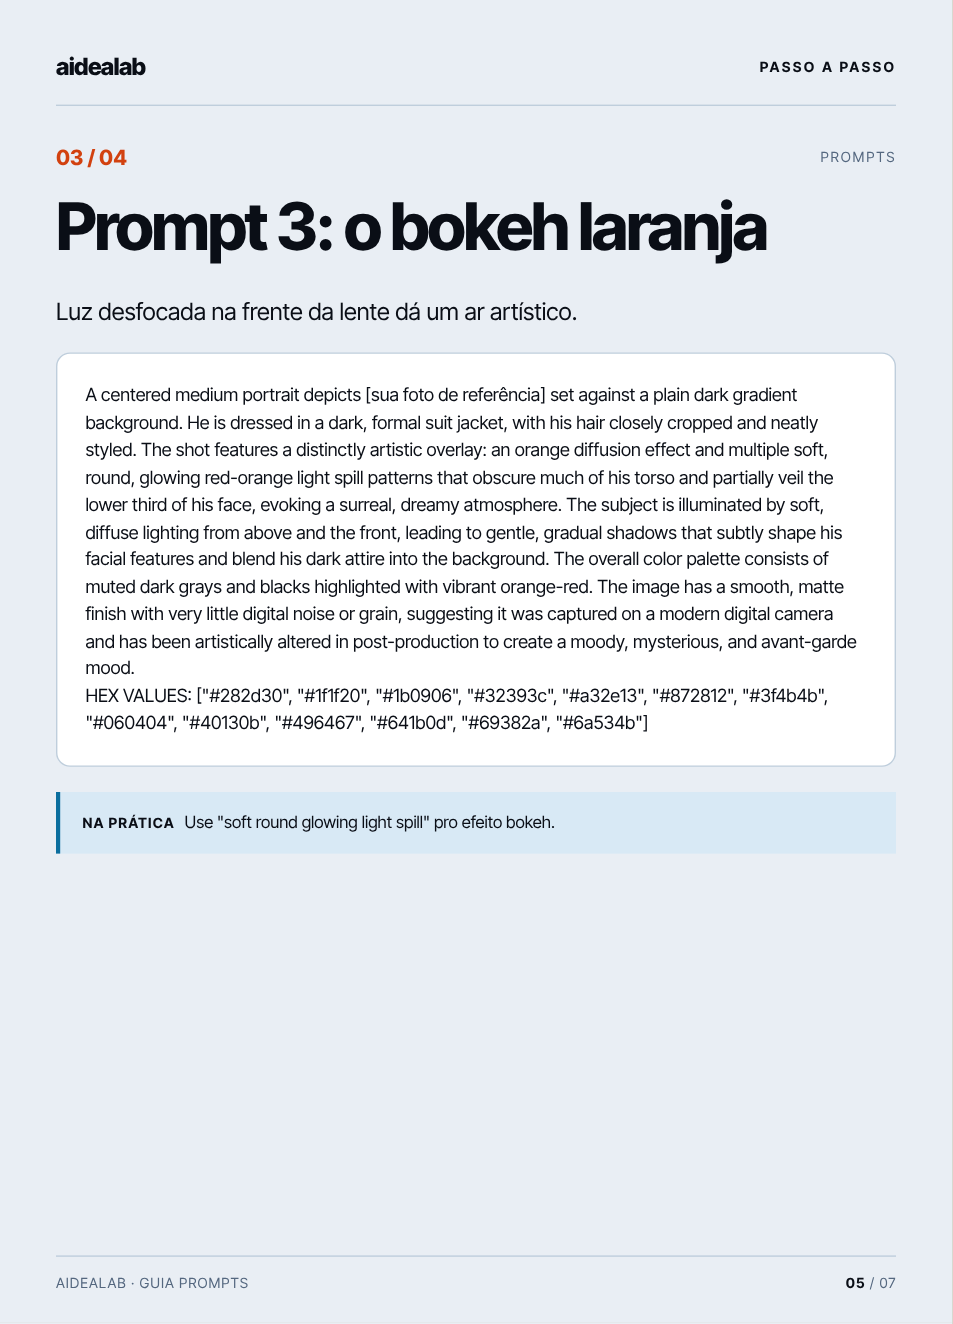 aidealab
PASSO A PASSO
03 / 04
PROMPTS
Prompt 3: o bokeh laranja
Luz desfocada na frente da lente dá um ar artístico.
A centered medium portrait depicts [sua foto de referência] set against a plain dark gradient
background. He is dressed in a dark, formal suit jacket, with his hair closely cropped and neatly
styled. The shot features a distinctly artistic overlay: an orange diffusion effect and multiple soft,
round, glowing red-orange light spill patterns that obscure much of his torso and partially veil the
lower third of his face, evoking a surreal, dreamy atmosphere. The subject is illuminated by soft,
diffuse lighting from above and the front, leading to gentle, gradual shadows that subtly shape his
facial features and blend his dark attire into the background. The overall color palette consists of
muted dark grays and blacks highlighted with vibrant orange-red. The image has a smooth, matte
finish with very little digital noise or grain, suggesting it was captured on a modern digital camera
and has been artistically altered in post-production to create a moody, mysterious, and avant-garde
mood.
HEX VALUES: ["#282d30", "#1f1f20", "#1b0906", "#32393c", "#a32e13", "#872812", "#3f4b4b",
"#060404", "#40130b", "#496467", "#641b0d", "#69382a", "#6a534b"]
NA PRÁTICA Use "soft round glowing light spill" pro efeito bokeh.
AIDEALAB · GUIA PROMPTS
05 / 07